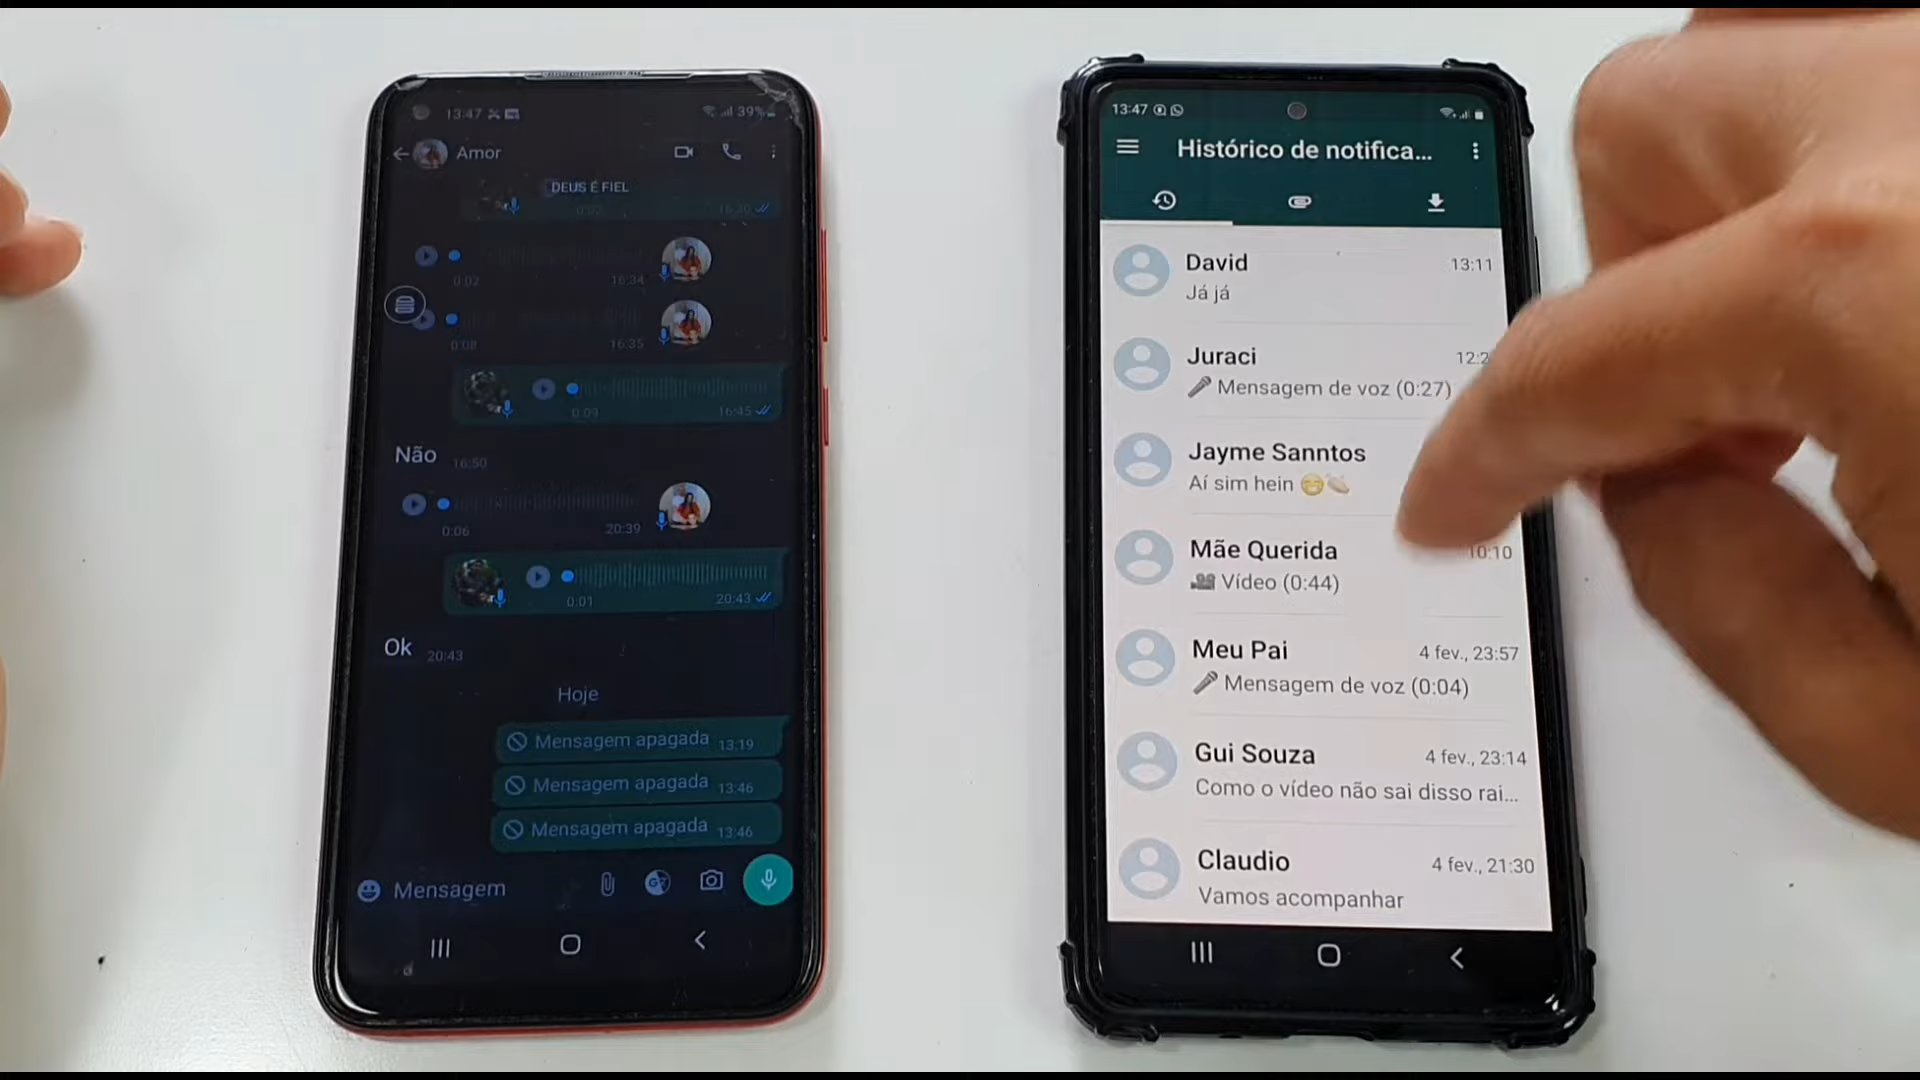 13:47
39%
Amor
DEUS É FIEL
0:02 16:30
0:02 16:34
0:08 16:35
0:09 16:45
Não 16:50
0:06 20:39
0:01 20:43
Ok 20:43
Hoje
Mensagem apagada 13:19
Mensagem apagada 13:46
Mensagem apagada 13:46
Mensagem
13:47
Histórico de notifica...
David 13:11
Já já
Juraci
Mensagem de voz (0:27)
Jayme Sanntos
Aí sim hein 😁👏
Mãe Querida 10:10
Vídeo (0:44)
Meu Pai 4 fev., 23:57
Mensagem de voz (0:04)
Gui Souza 4 fev., 23:14
Como o vídeo não sai disso rai...
Claudio 4 fev., 21:30
Vamos acompanhar